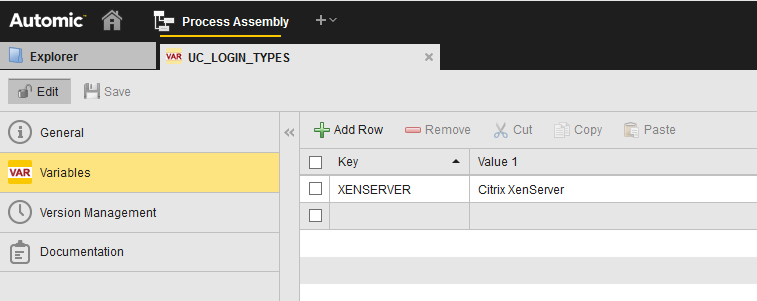 Automic Process Assembly
Explorer VAR UC_LOGIN_TYPES
Edit Save
General
VAR Variables
Version Management
Documentation
Add Row Remove Cut Copy Paste
Key Value 1
XENSERVER Citrix XenServer